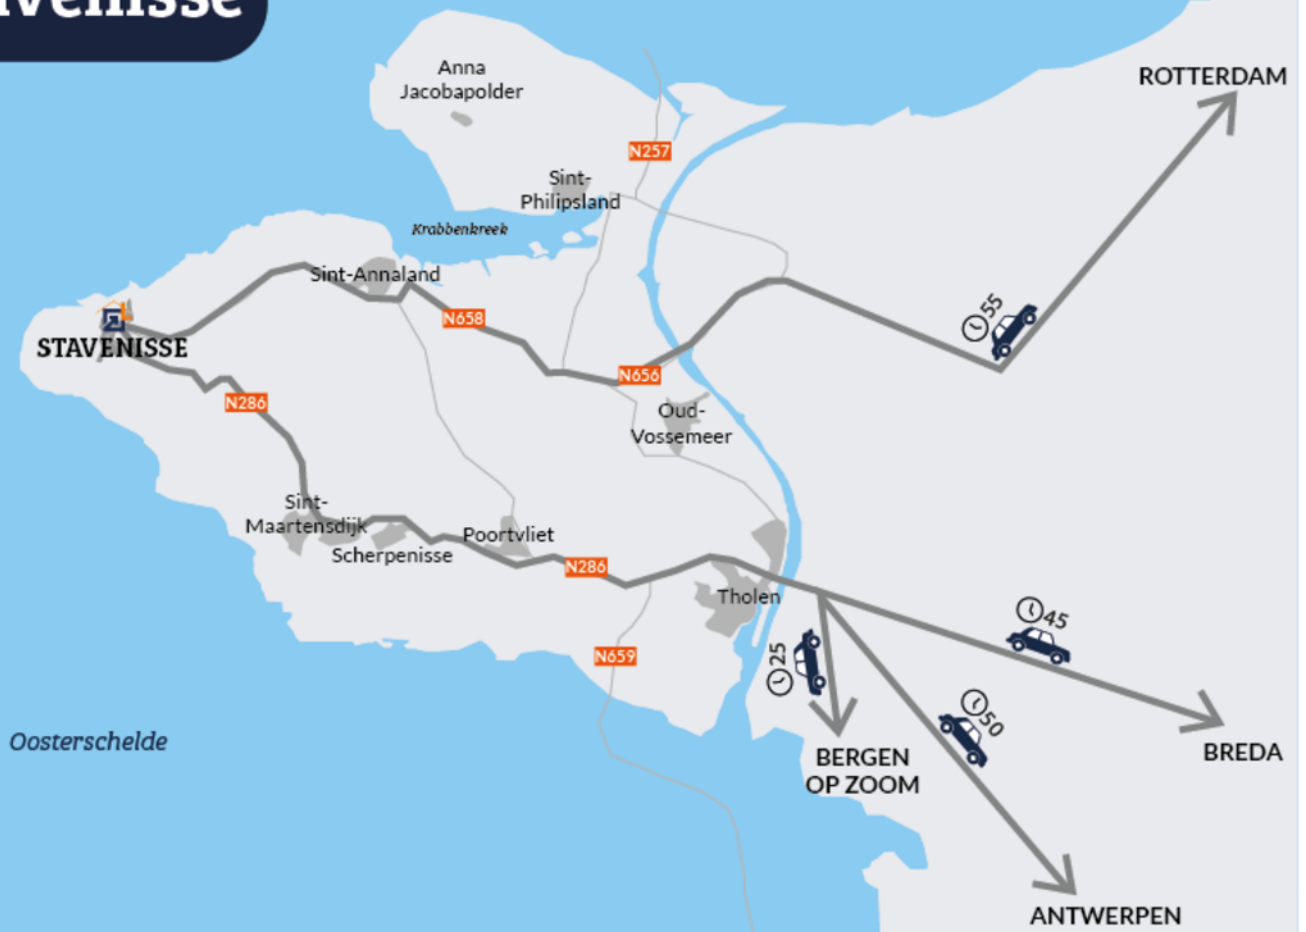 Anna
Jacobapolder
ROTTERDAM
N257
Sint-
Philipsland
Krabbenkreek
Sint-Annaland
N658
55
STAVENISSE
N656
N286
Oud-
Vossemeer
Sint-
Maartensdijk
Scherpenisse
Poortvliet
N286
Tholen
45
N659
25
50
Oosterschelde
BERGEN
OP ZOOM
BREDA
ANTWERPEN